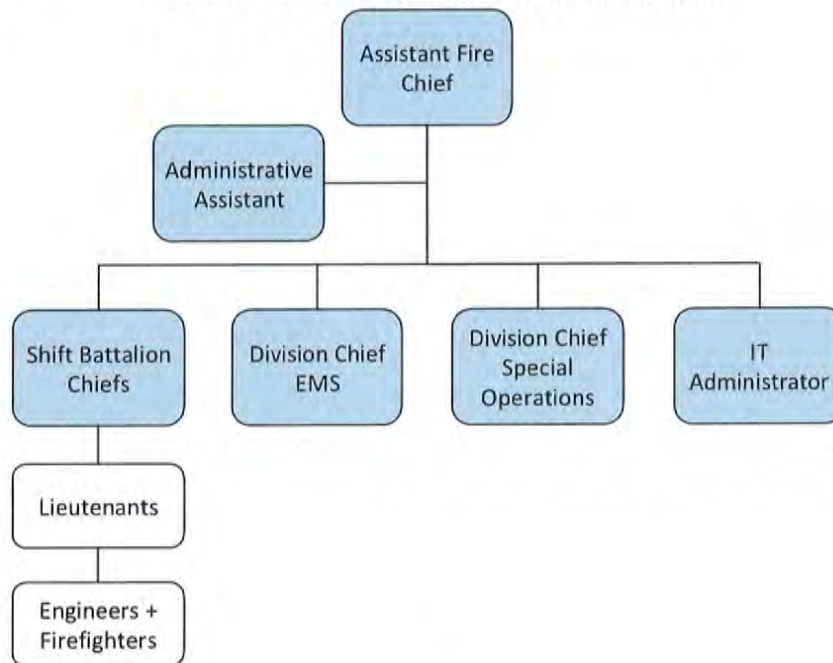 Assistant Fire
Chief
Administrative
Assistant
Shift Battalion
Chiefs
Division Chief
EMS
Division Chief
Special
Operations
IT
Administrator
Lieutenants
Engineers +
Firefighters